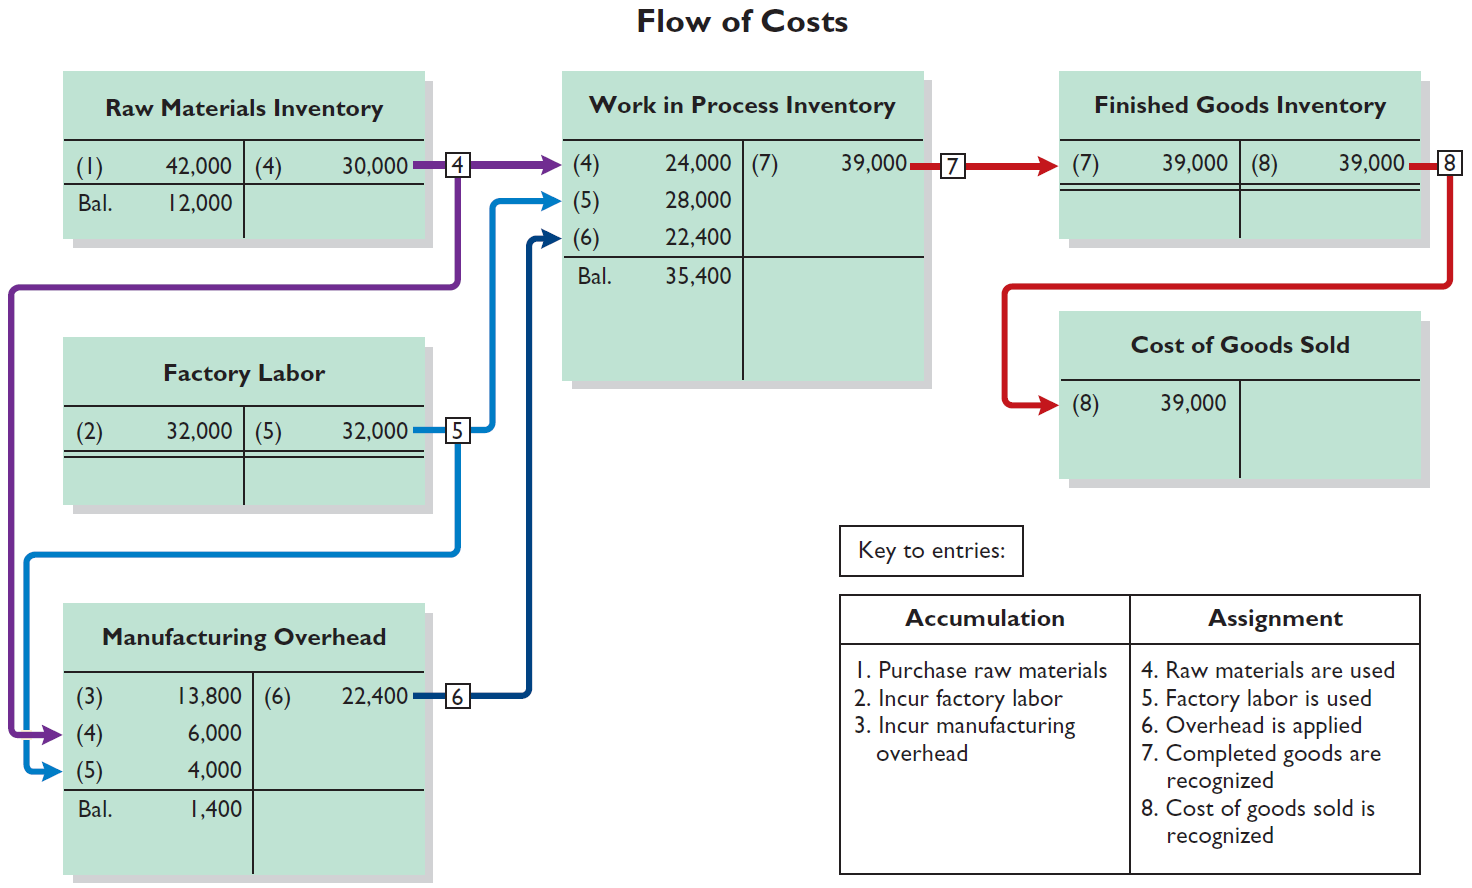 Flow of Costs
Raw Materials Inventory
(1) 42,000 (4) 30,000
Bal. 12,000
4
Work in Process Inventory
(4) 24,000 (7) 39,000
(5) 28,000
(6) 22,400
Bal. 35,400
7
Finished Goods Inventory
(7) 39,000 (8) 39,000
8
Factory Labor
(2) 32,000 (5) 32,000
5
Cost of Goods Sold
(8) 39,000
Manufacturing Overhead
(3) 13,800 (6) 22,400
(4) 6,000
(5) 4,000
Bal. 1,400
6
Key to entries:
Accumulation
1. Purchase raw materials
2. Incur factory labor
3. Incur manufacturing
overhead
Assignment
4. Raw materials are used
5. Factory labor is used
6. Overhead is applied
7. Completed goods are
recognized
8. Cost of goods sold is
recognized